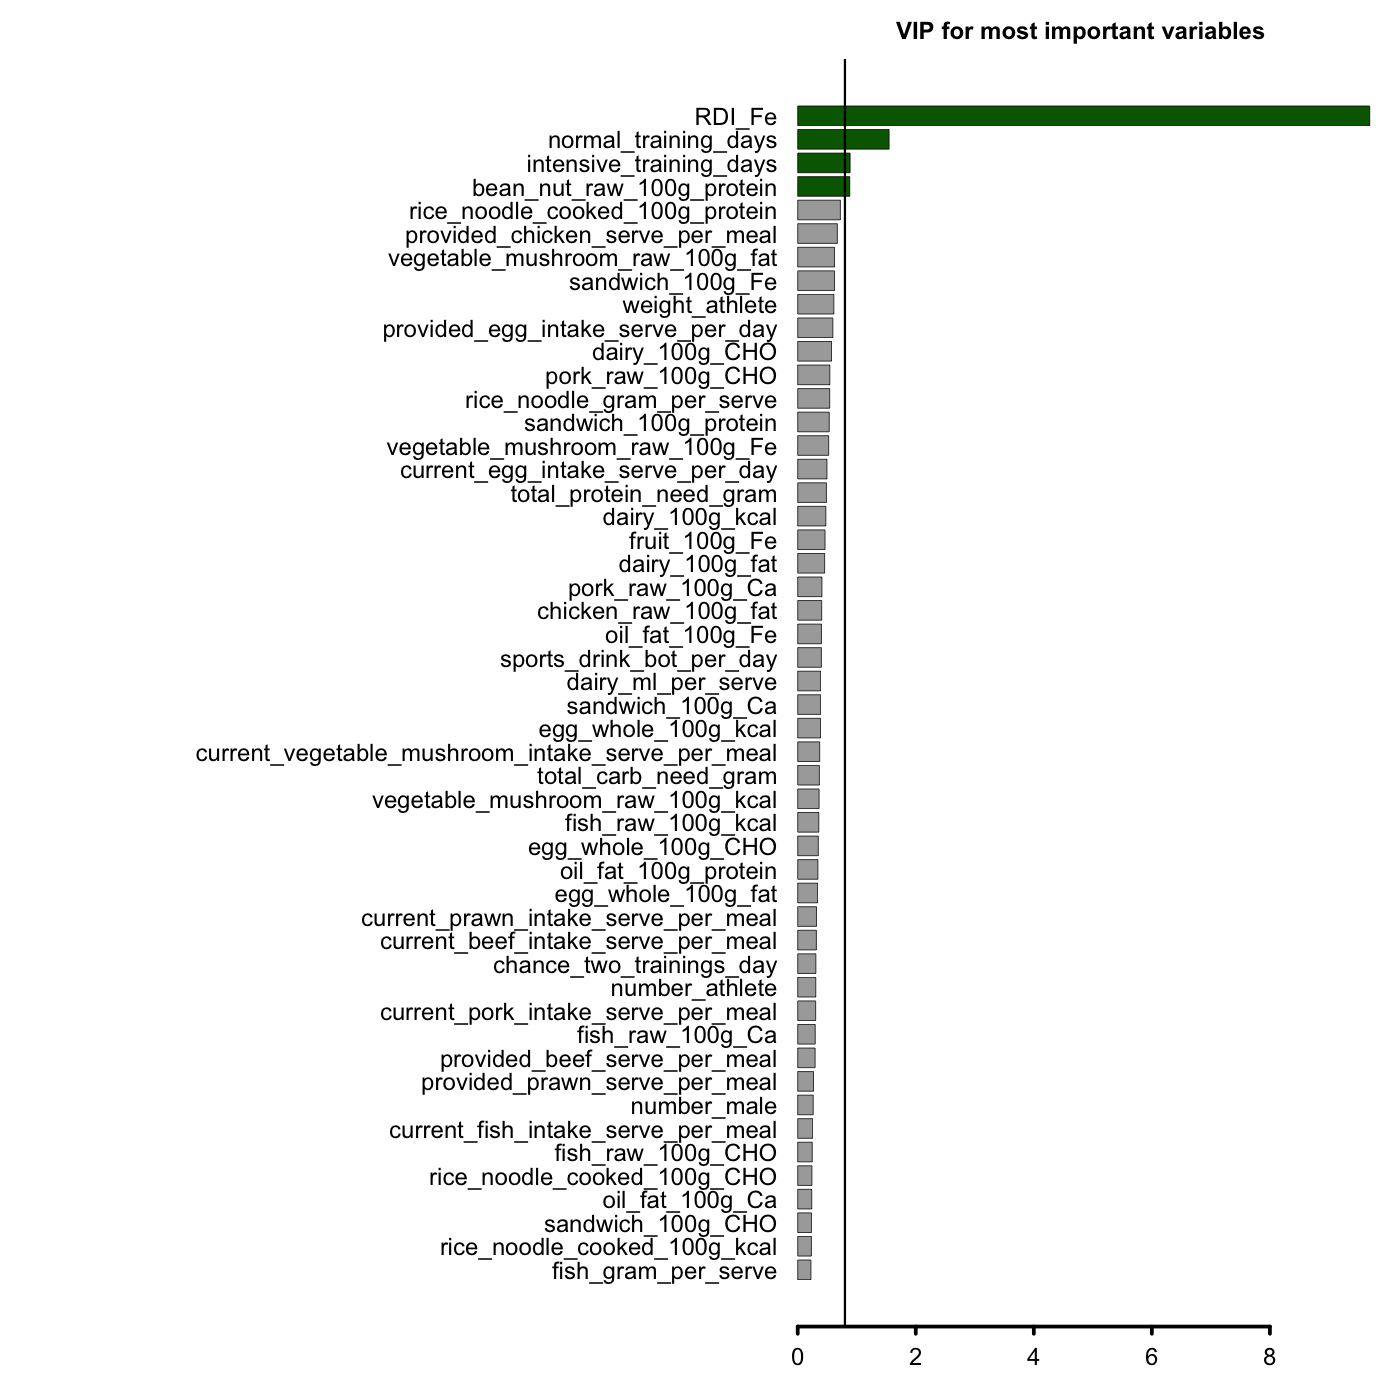 VIP for most important variables
RDI_Fe
normal_training_days
intensive_training_days
bean_nut_raw_100g_protein
rice_noodle_cooked_100g_protein
provided_chicken_serve_per_meal
vegetable_mushroom_raw_100g_fat
sandwich_100g_Fe
weight_athlete
provided_egg_intake_serve_per_day
dairy_100g_CHO
pork_raw_100g_CHO
rice_noodle_gram_per_serve
sandwich_100g_protein
vegetable_mushroom_raw_100g_Fe
current_egg_intake_serve_per_day
total_protein_need_gram
dairy_100g_kcal
fruit_100g_Fe
dairy_100g_fat
pork_raw_100g_Ca
chicken_raw_100g_fat
oil_fat_100g_Fe
sports_drink_bot_per_day
dairy_ml_per_serve
sandwich_100g_Ca
egg_whole_100g_kcal
current_vegetable_mushroom_intake_serve_per_meal
total_carb_need_gram
vegetable_mushroom_raw_100g_kcal
fish_raw_100g_kcal
egg_whole_100g_CHO
oil_fat_100g_protein
egg_whole_100g_fat
current_prawn_intake_serve_per_meal
current_beef_intake_serve_per_meal
chance_two_trainings_day
number_athlete
current_pork_intake_serve_per_meal
fish_raw_100g_Ca
provided_beef_serve_per_meal
provided_prawn_serve_per_meal
number_male
current_fish_intake_serve_per_meal
fish_raw_100g_CHO
rice_noodle_cooked_100g_CHO
oil_fat_100g_Ca
sandwich_100g_CHO
rice_noodle_cooked_100g_kcal
fish_gram_per_serve
0 2 4 6 8